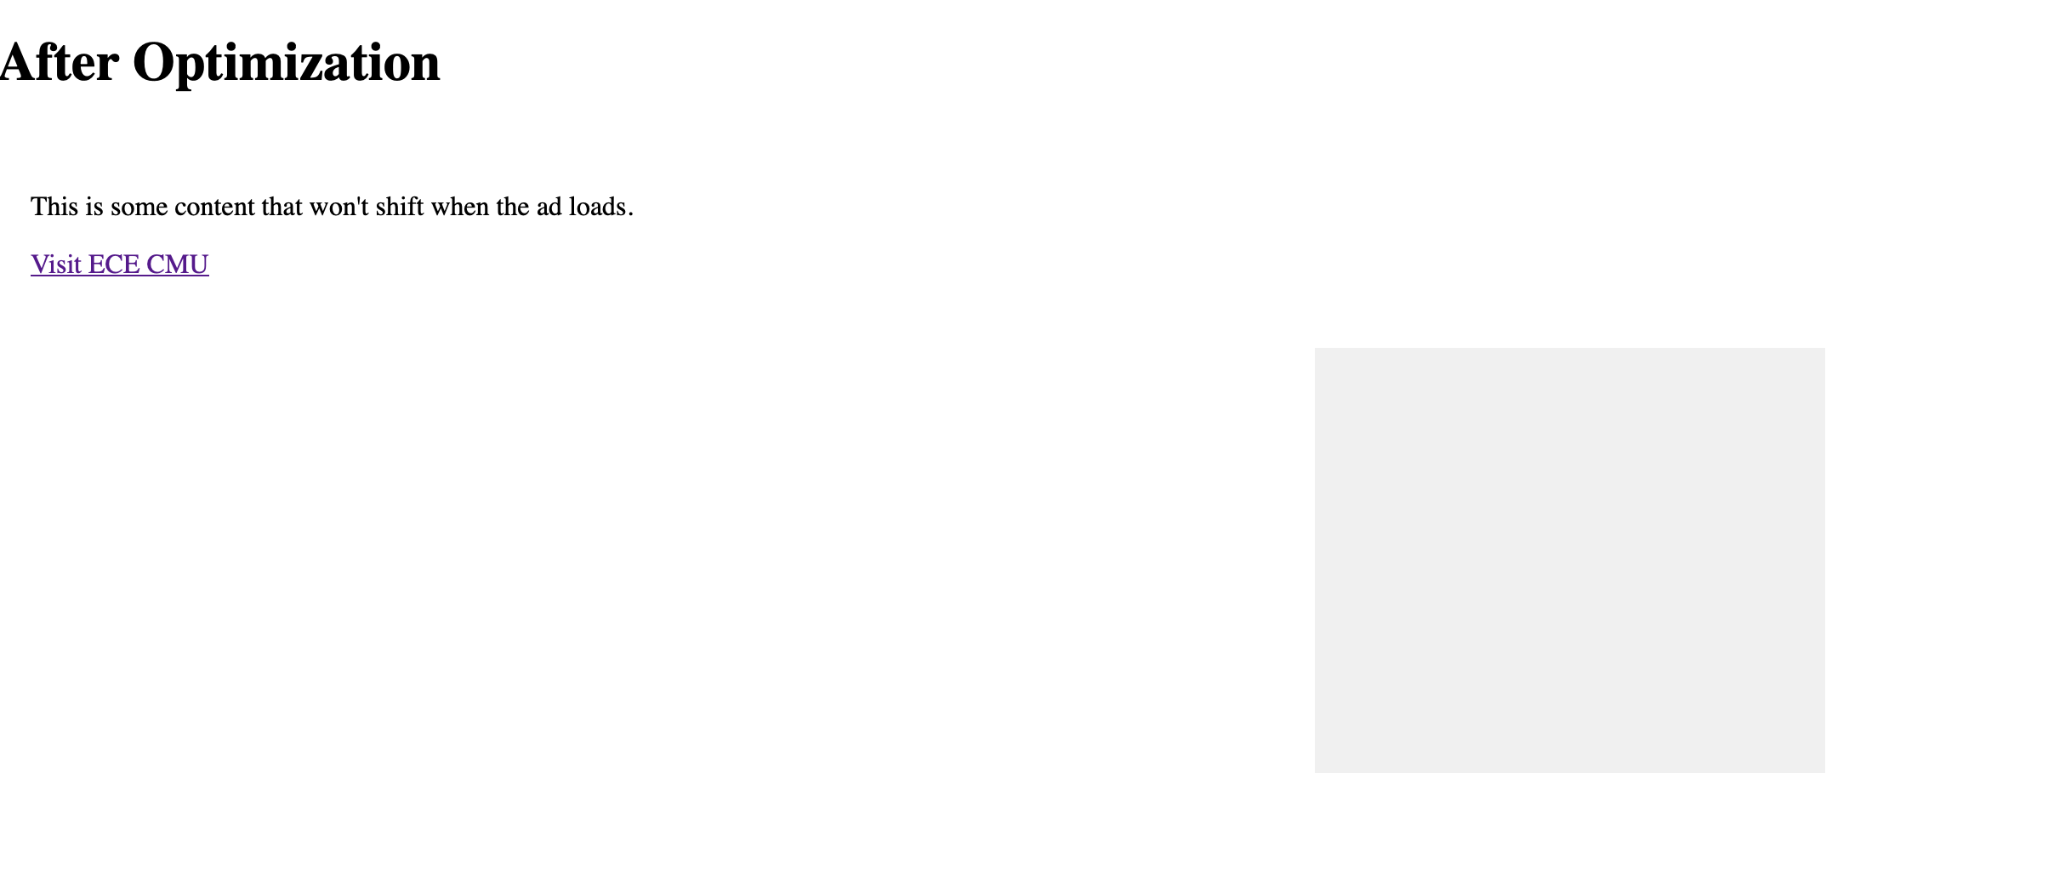 After Optimization
This is some content that won't shift when the ad loads.
Visit ECE CMU